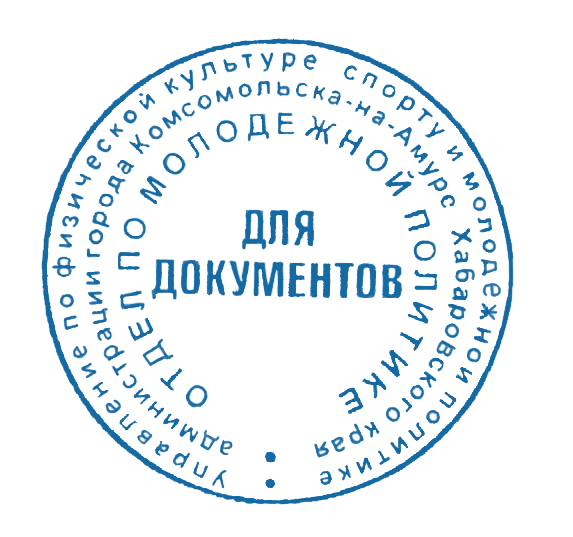 Управление по физической культуре спорту и молодежной политике
администрации города Комсомольска-на-Амуре Хабаровского края
ОТДЕЛ ПО МОЛОДЕЖНОЙ ПОЛИТИКЕ
ДЛЯ
ДОКУМЕНТОВ